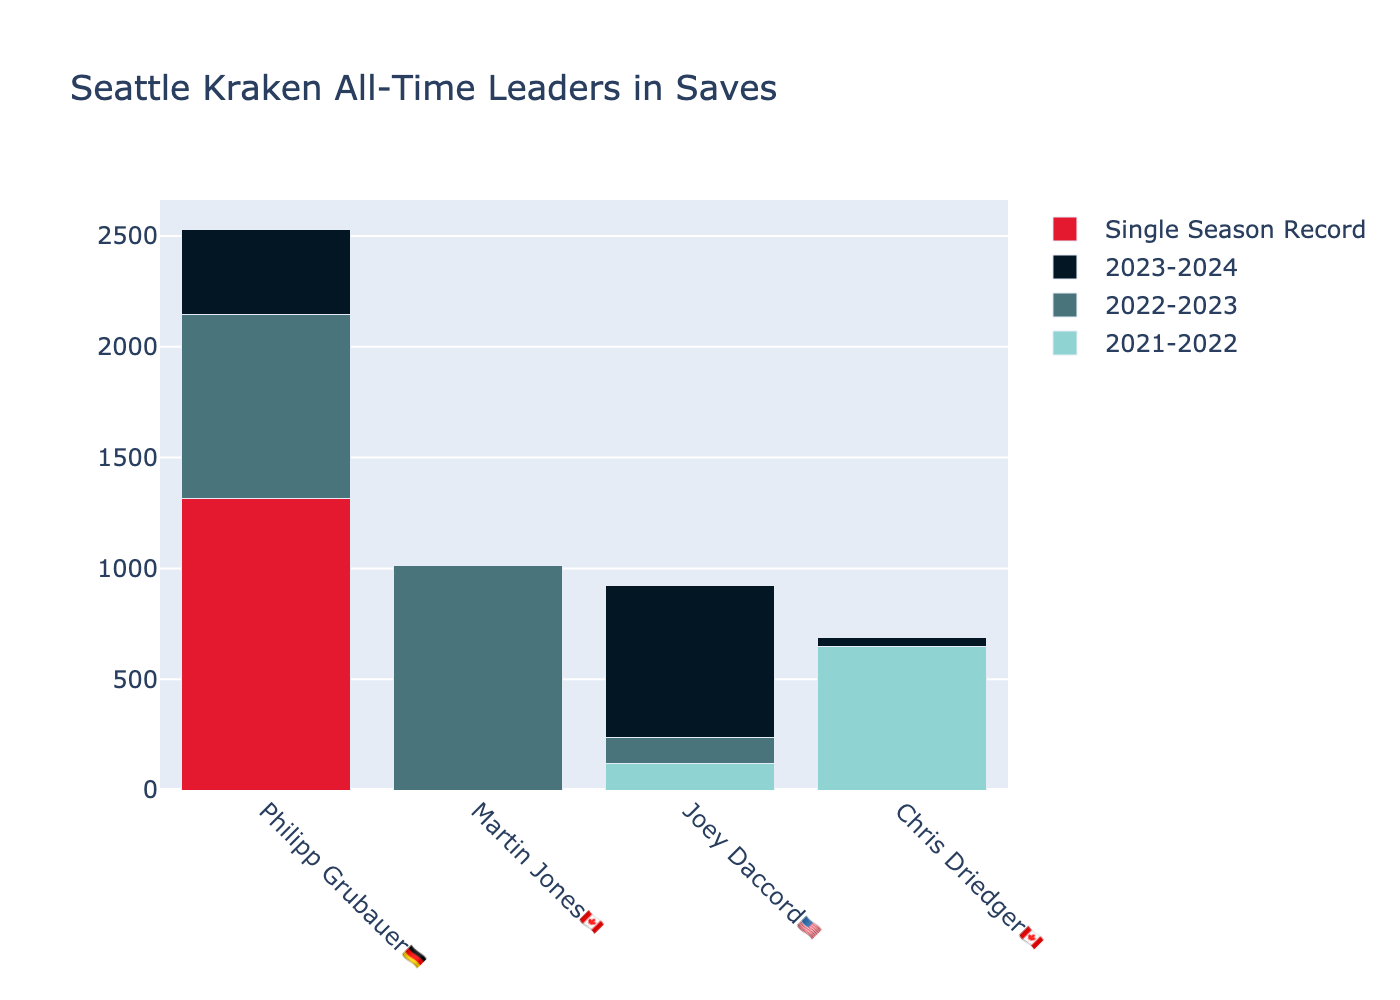 Seattle Kraken All-Time Leaders in Saves
2500
2000
1500
1000
500
0
Philipp Grubauer🇩🇪
Martin Jones🇨🇦
Joey Daccord🇺🇸
Chris Driedger🇨🇦
Single Season Record
2023-2024
2022-2023
2021-2022